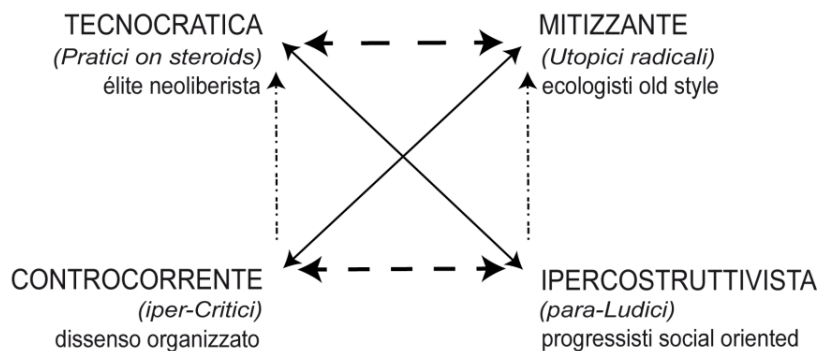 TECNOCRATICA
(Pratici on steroids)
élite neoliberista
MITIZZANTE
(Utopici radicali)
ecologisti old style
CONTROCORRENTE
(iper-Critici)
dissenso organizzato
IPERCOSTRUTTIVISTA
(para-Ludici)
progressisti social oriented